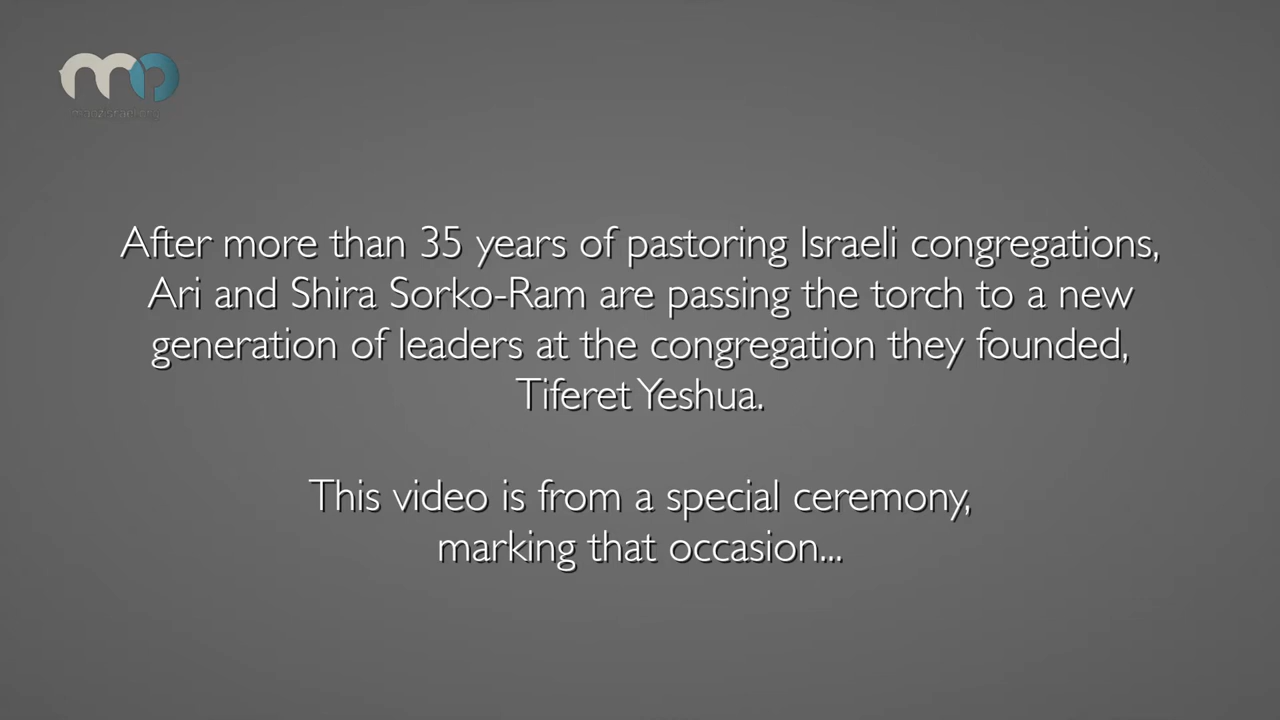 maozisrael.org
After more than 35 years of pastoring Israeli congregations,
Ari and Shira Sorko-Ram are passing the torch to a new
generation of leaders at the congregation they founded,
Tiferet Yeshua.
This video is from a special ceremony,
marking that occasion...